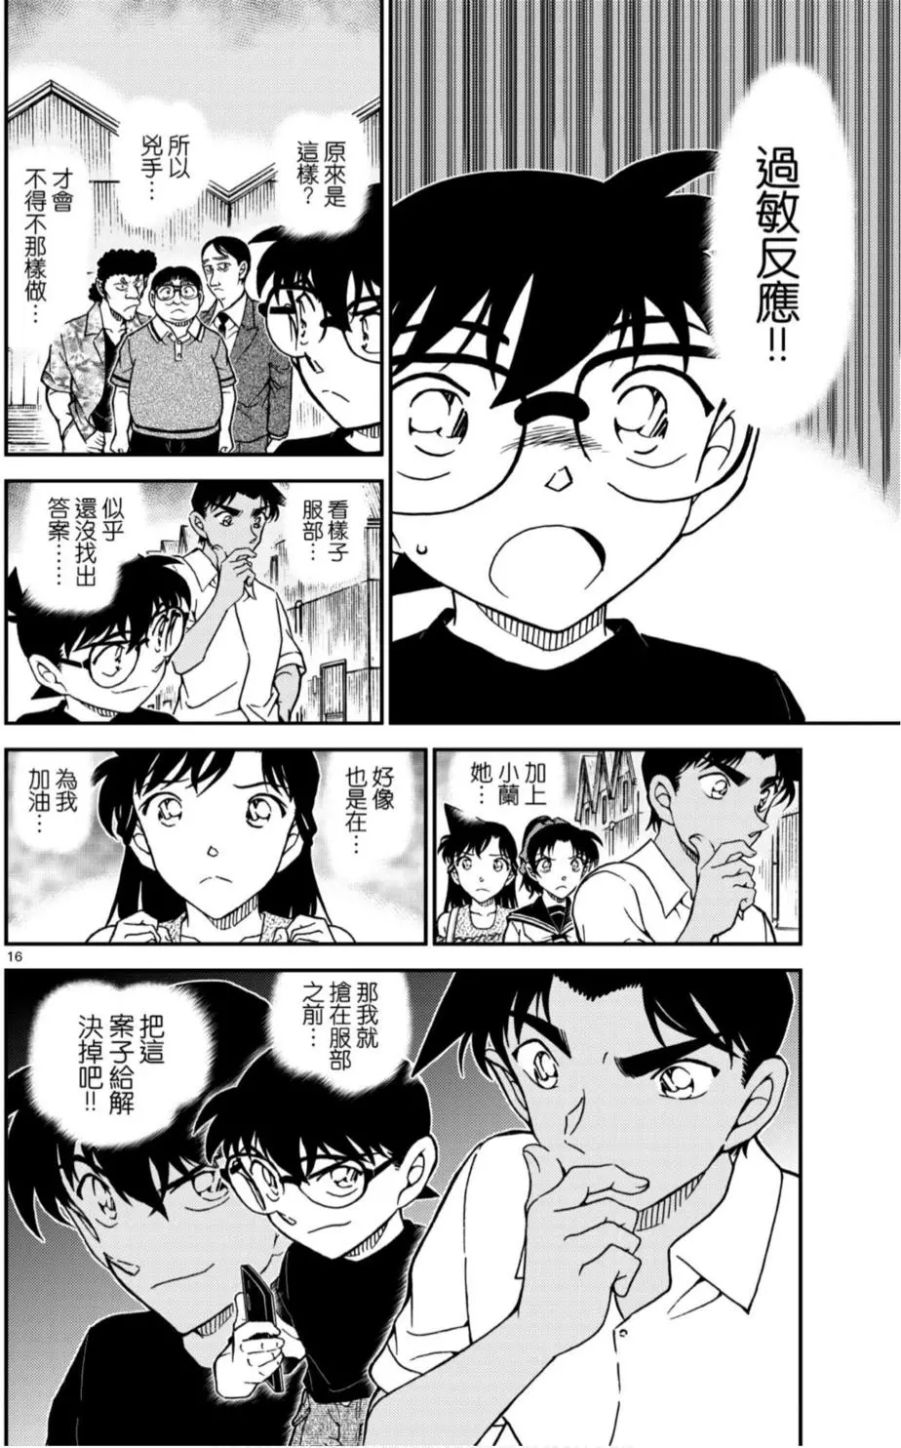 過敏反應!!
原來是
這樣?
所以
兇手…
才會
不得不那樣做…
看樣子
服部…
似乎
還沒找出
答案……
加上
小蘭
她…
好像
也是在…
為我
加油…
16
那我就
搶在服部
之前…
把這
案子給解
決掉吧!!